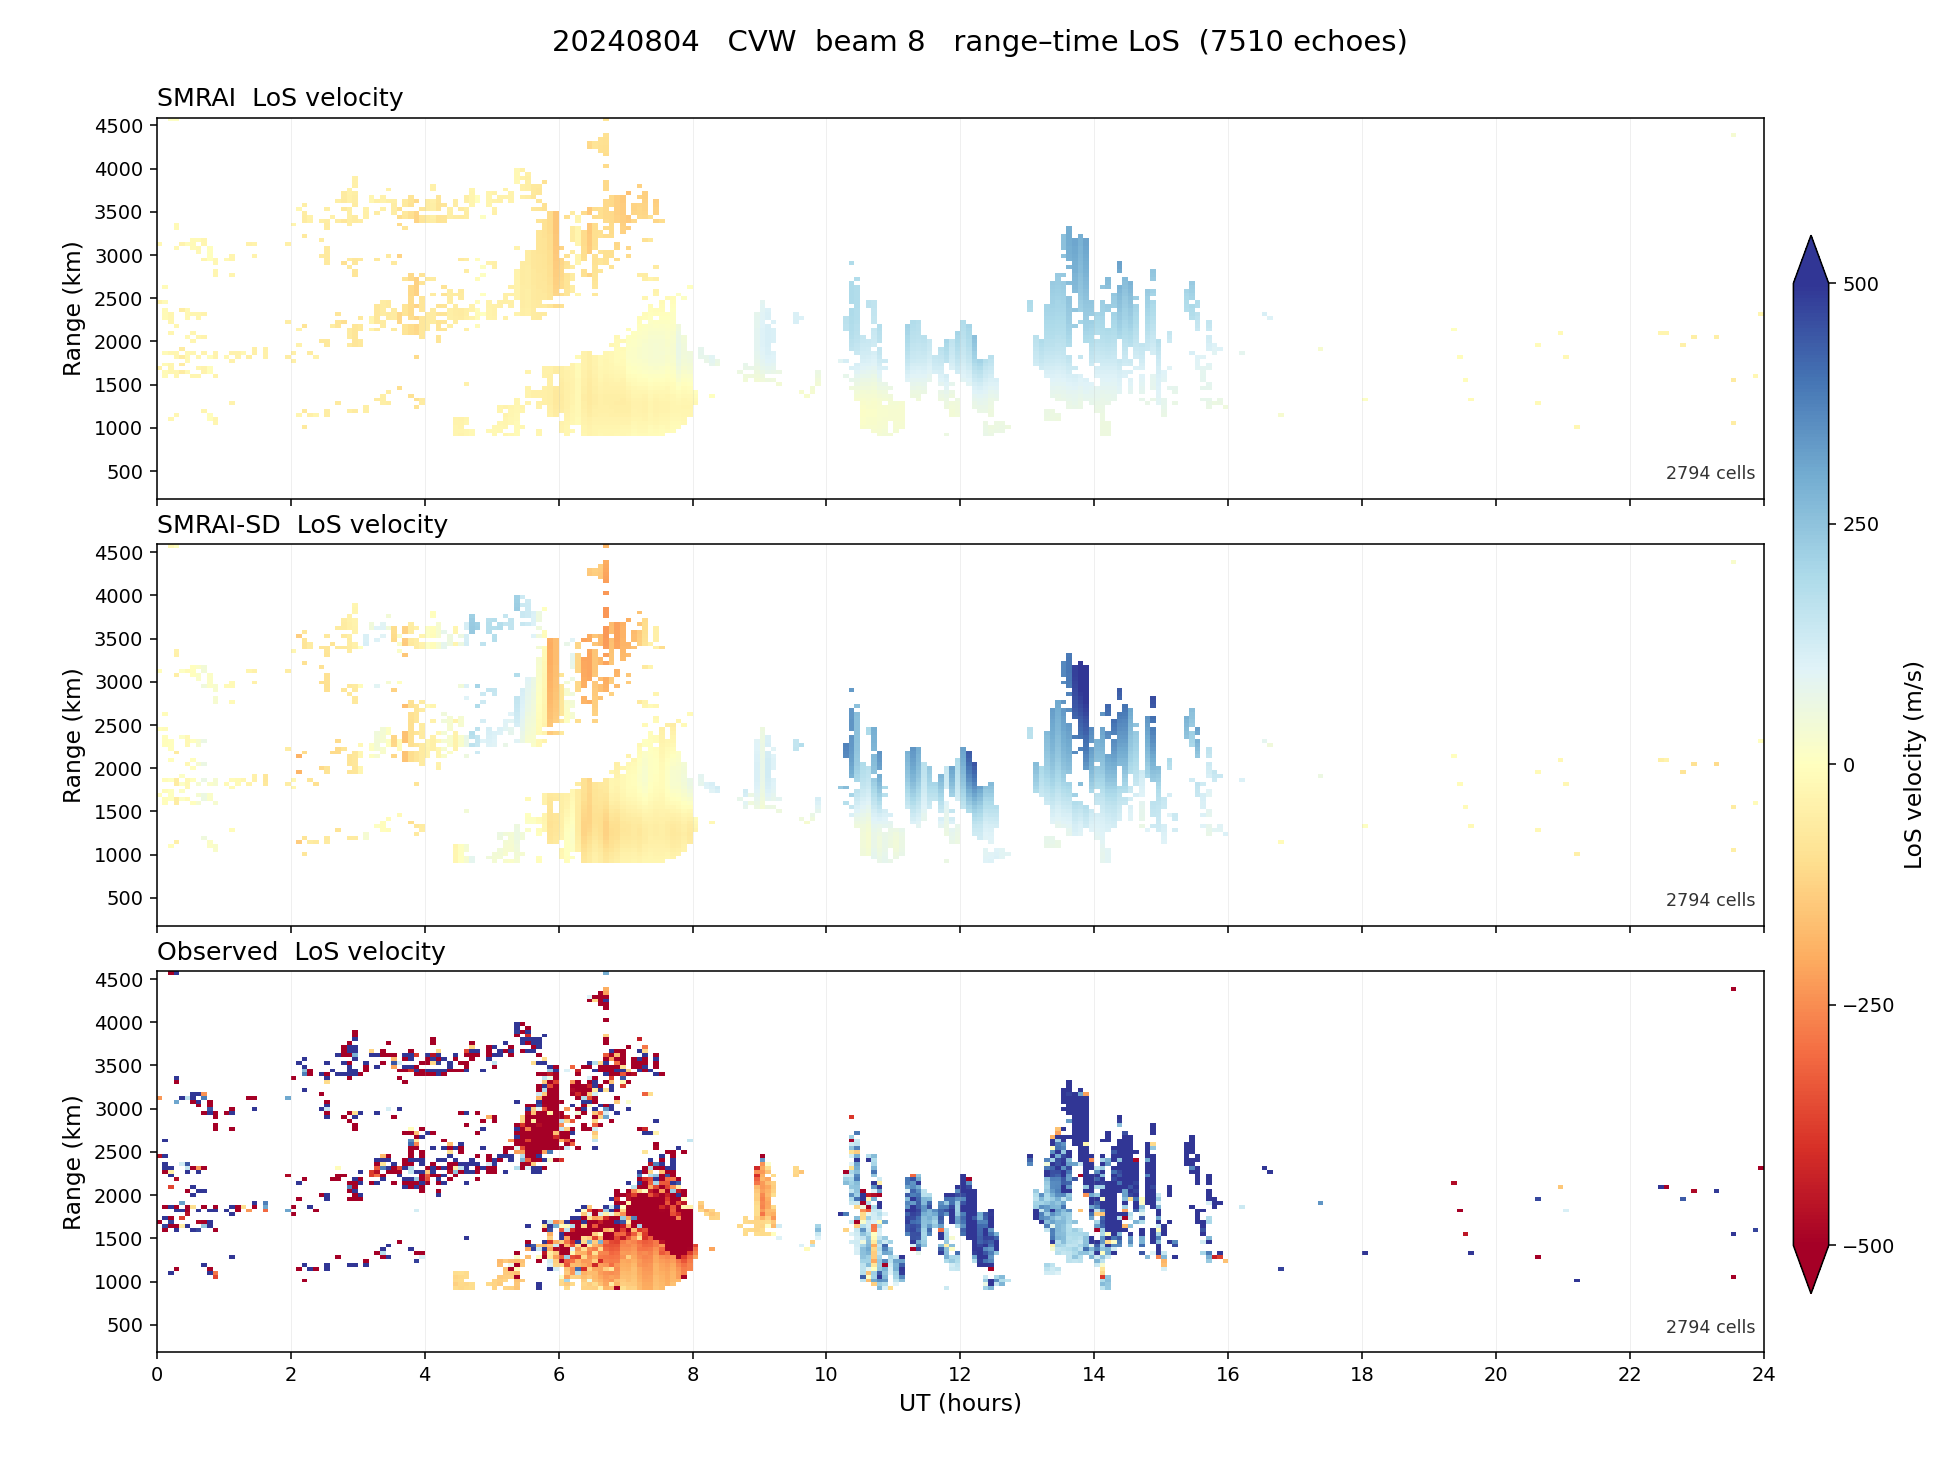 20240804   CVW  beam 8   range–time LoS  (7510 echoes)
SMRAI  LoS velocity
4500
4000
3500
3000
2500
2000
1500
1000
500
Range (km)
2794 cells
SMRAI-SD  LoS velocity
4500
4000
3500
3000
2500
2000
1500
1000
500
Range (km)
2794 cells
Observed  LoS velocity
4500
4000
3500
3000
2500
2000
1500
1000
500
Range (km)
2794 cells
0 2 4 6 8 10 12 14 16 18 20 22 24
UT (hours)
500
250
0
−250
−500
LoS velocity (m/s)